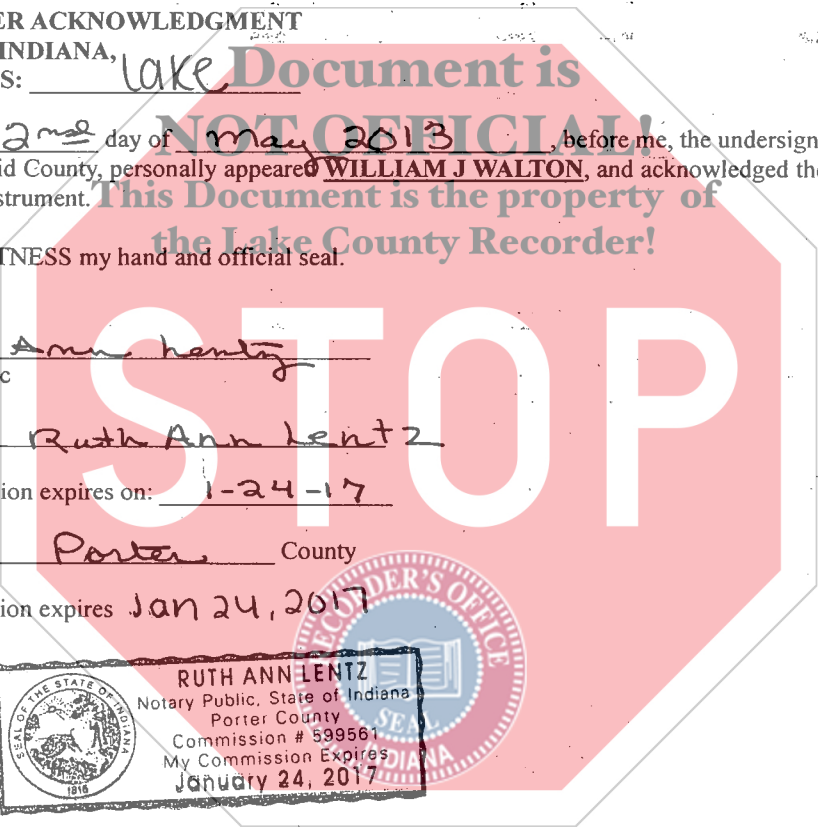 ER ACKNOWLEDGMENT
INDIANA,
S: Lake
Document is
NOT OFFICIAL!
2nd day of May 2013, before me, the undersign
id County, personally appeared WILLIAM J WALTON, and acknowledged the
strument.
This Document is the property of
the Lake County Recorder!
TNESS my hand and official seal.
STOP
Ann Lentz
c
Ruth Ann Lentz
ion expires on: 1-24-17
Porter County
ion expires Jan 24, 2017
RECORDER'S OFFICE
SEAL
INDIANA
SEAL OF THE STATE OF INDIANA
1816
RUTH ANN LENTZ
Notary Public, State of Indiana
Porter County
Commission # 599561
My Commission Expires
January 24, 2017